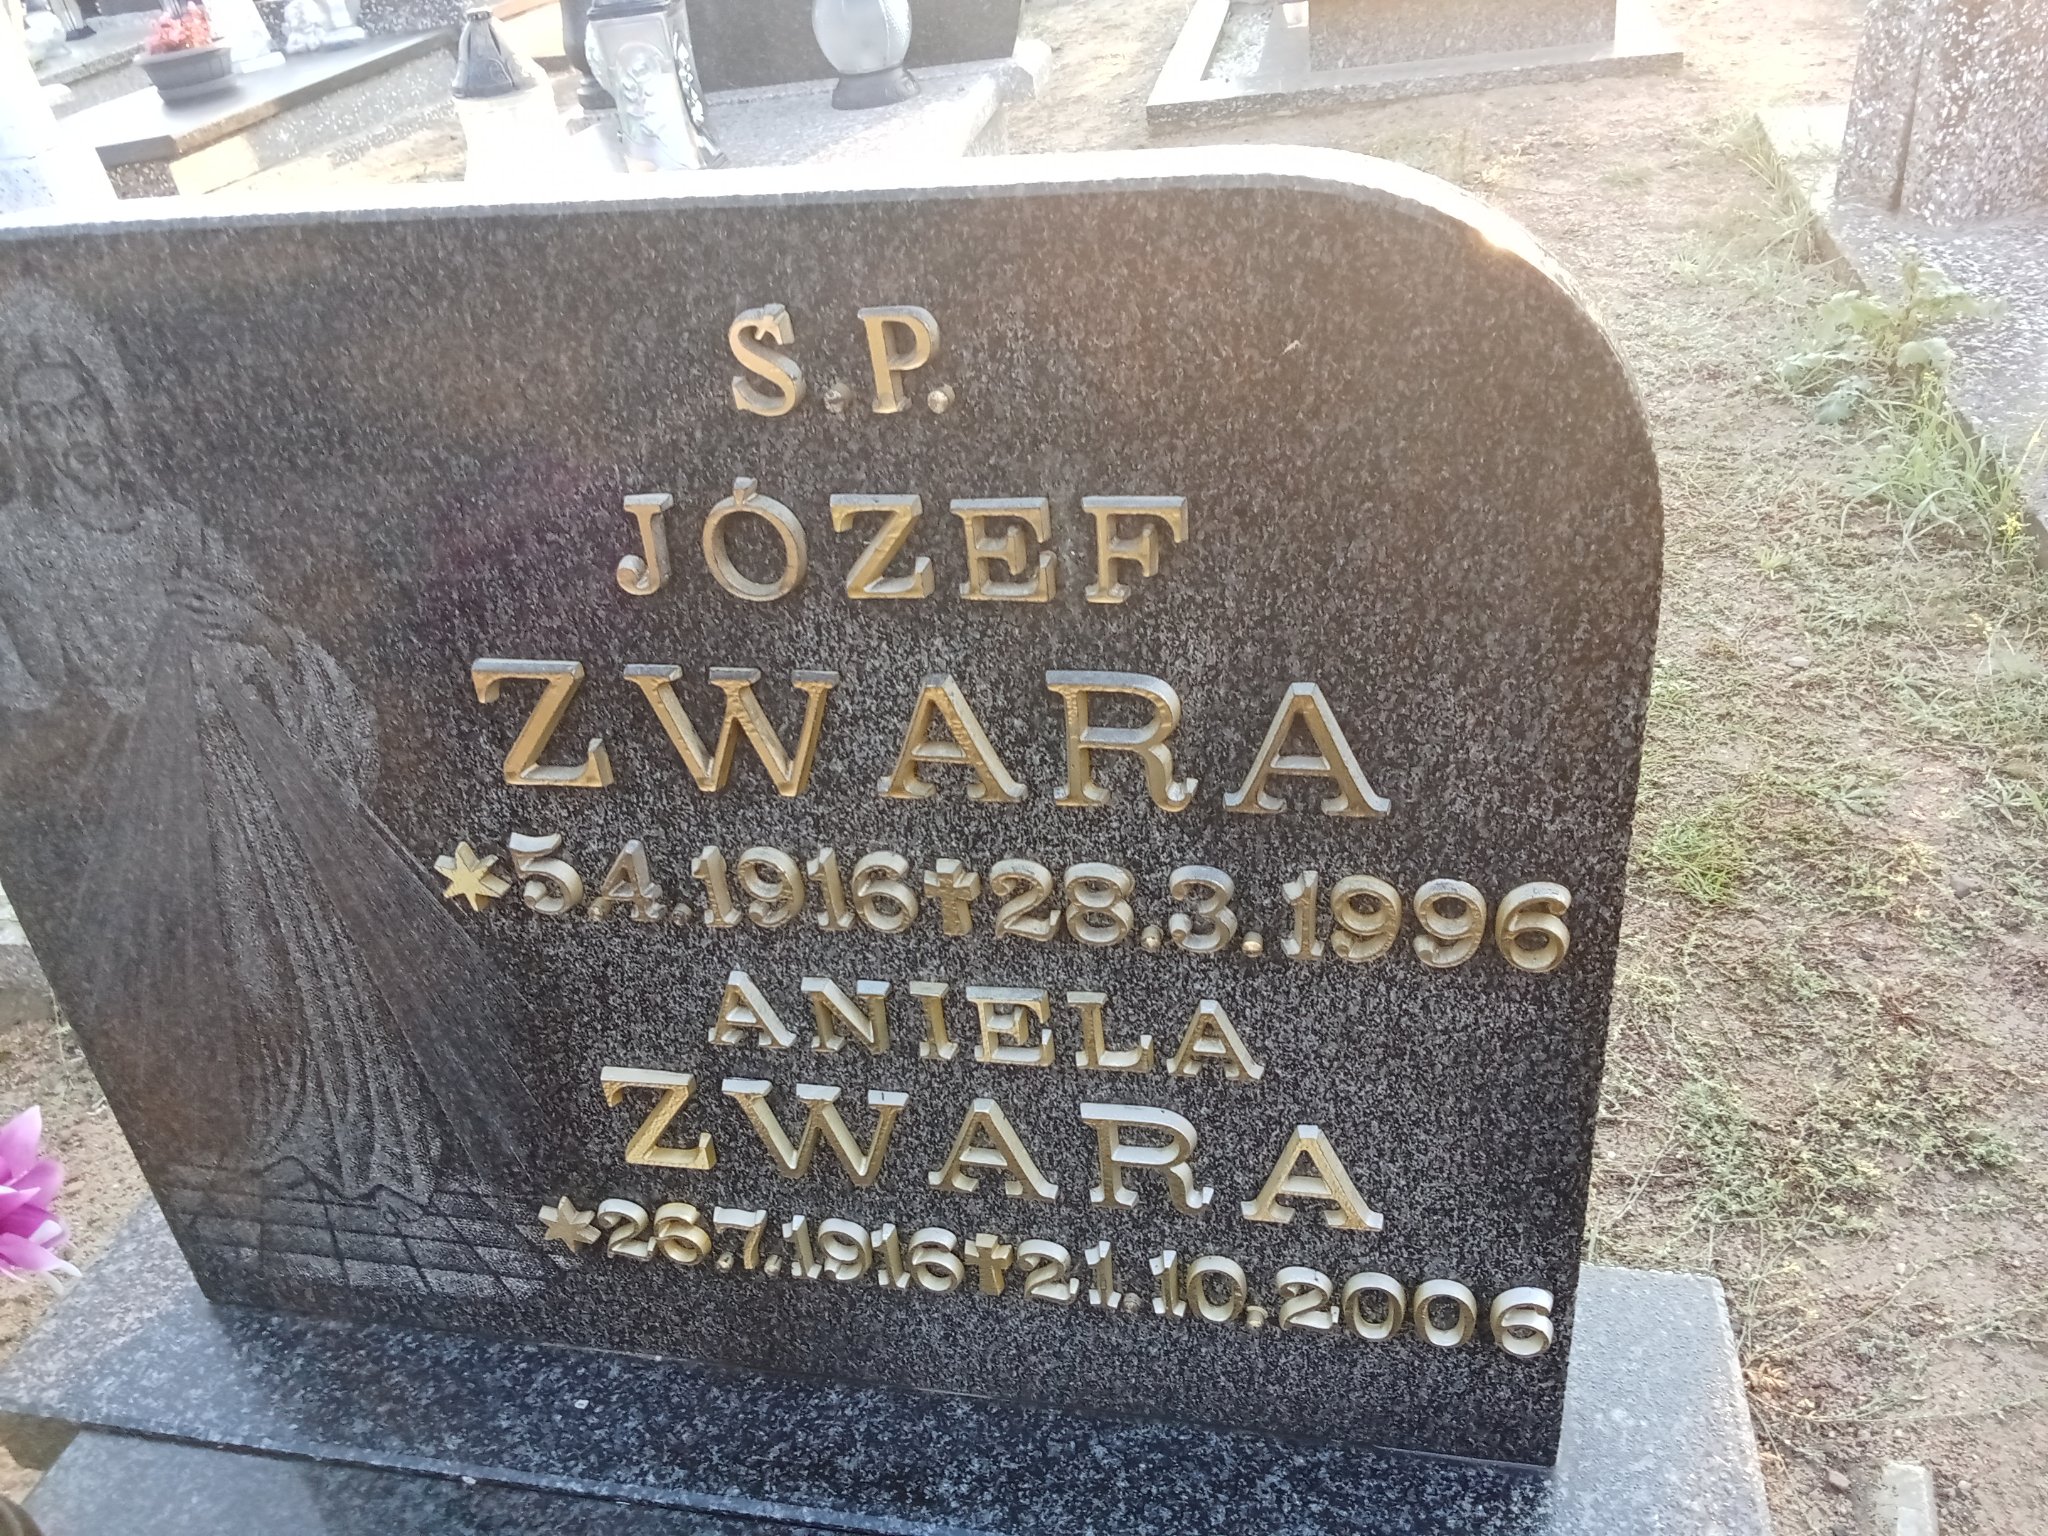 Ś.P.
JÓZEF
ZWARA
*5.4.1916✝28.3.1996
ANIELA
ZWARA
*26.7.1916✝21.10.2006